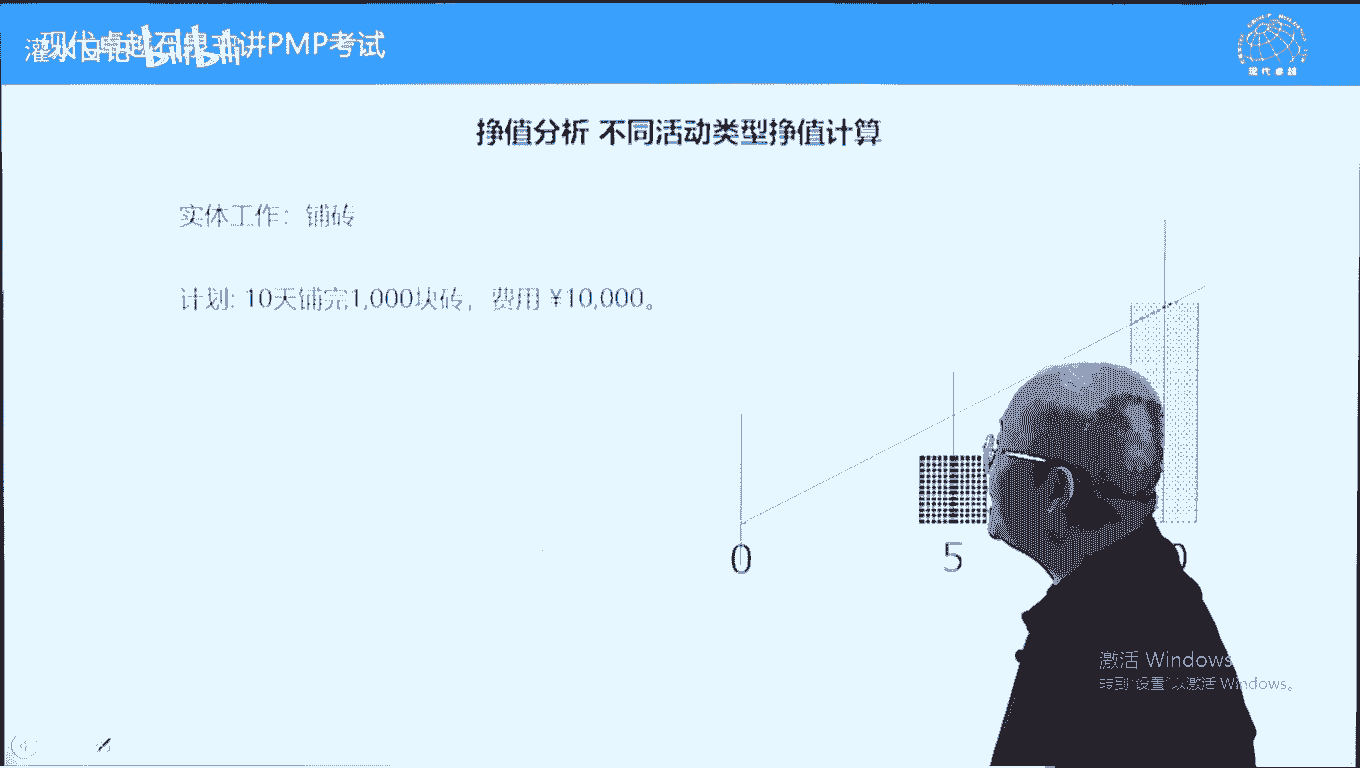 讲PMP考试
bilibili
现代卓越
挣值分析 不同活动类型挣值计算
实体工作：铺砖
计划: 10天铺完1,000块砖，费用 ¥10,000。
0
5
0
激活 Windows
转到"设置"以激活 Windows。